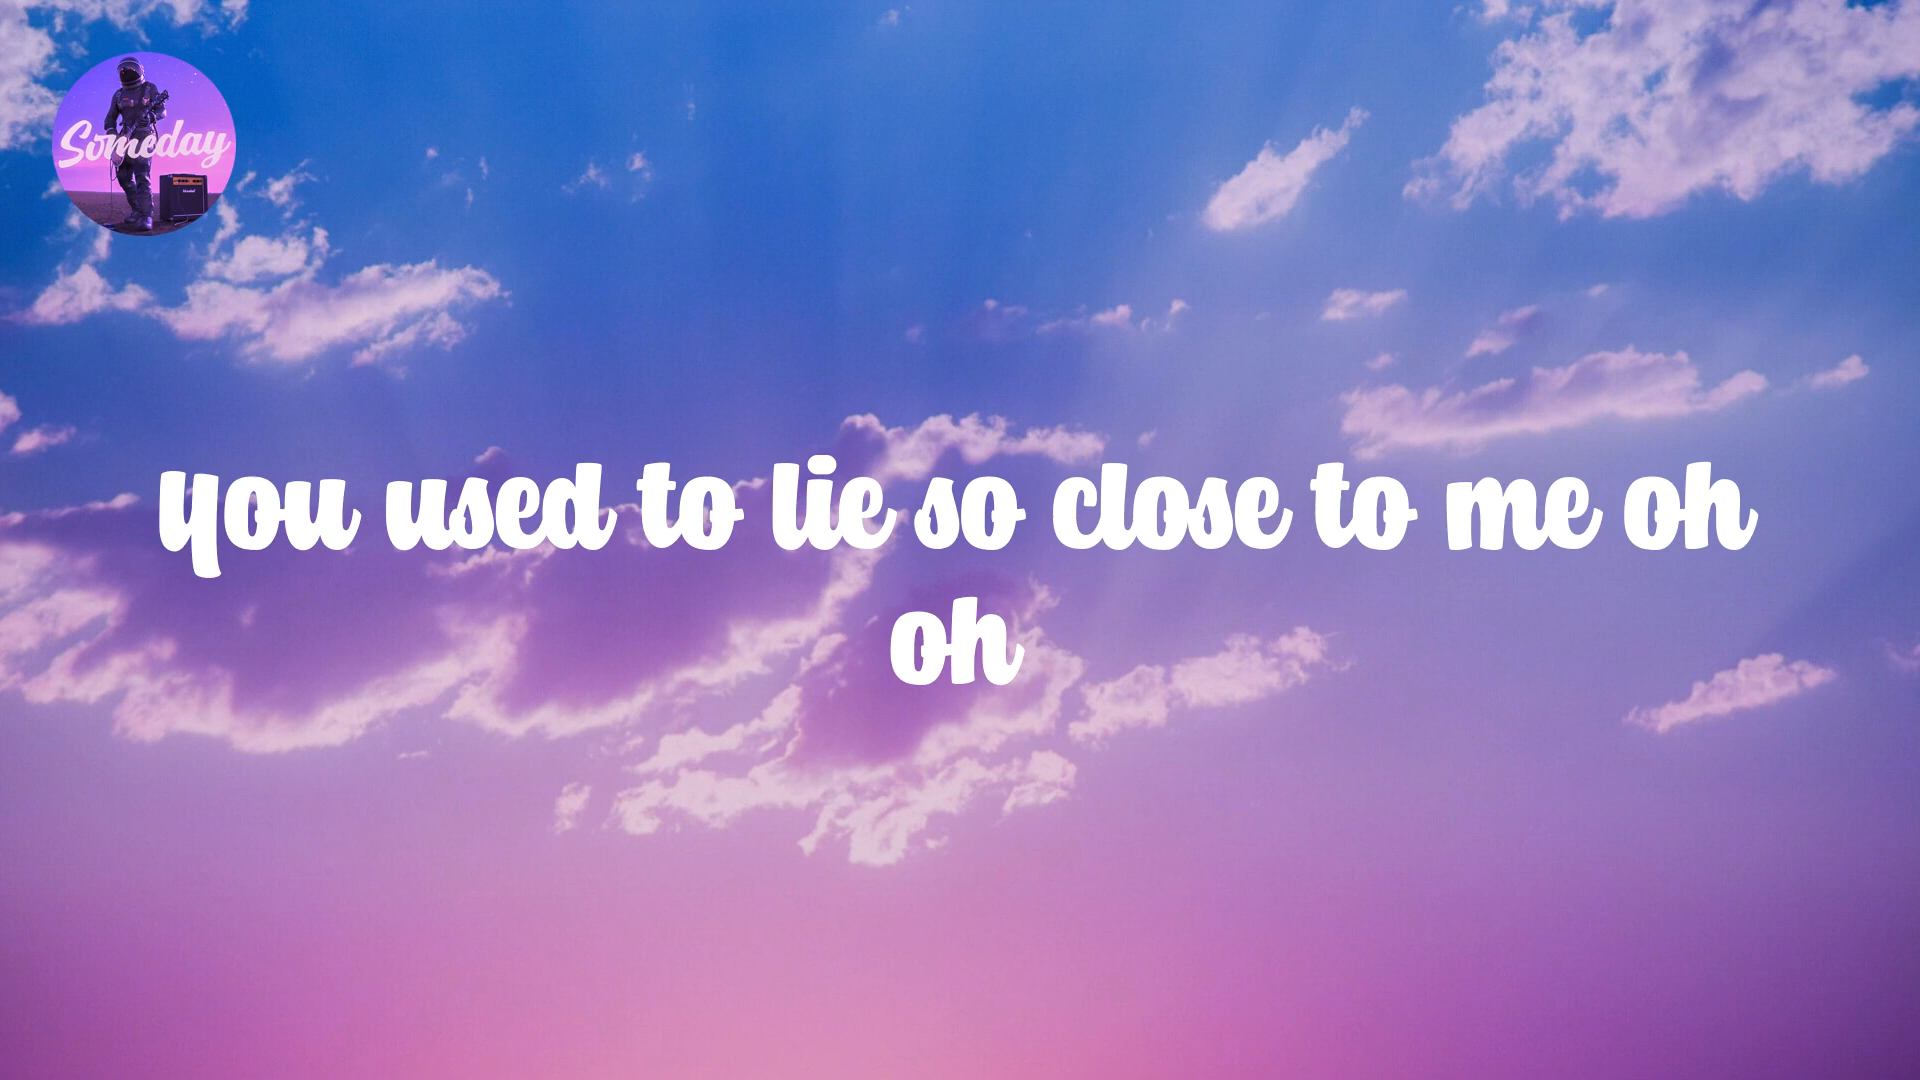 Someday
You used to lie so close to me oh
oh